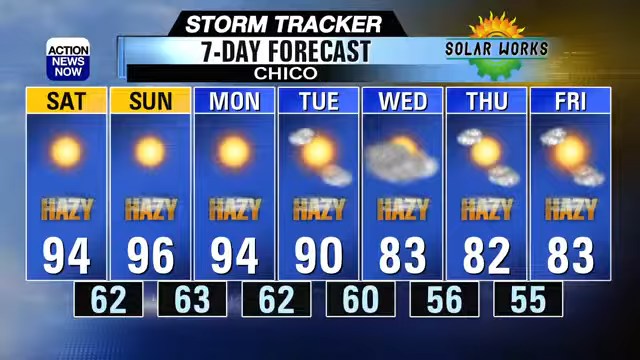 STORM TRACKER
ACTION
NEWS
NOW
7-DAY FORECAST
SOLAR WORKS
CHICO
SAT SUN MON TUE WED THU FRI
HAZY HAZY HAZY HAZY HAZY HAZY HAZY
94 96 94 90 83 82 83
62 63 62 60 56 55